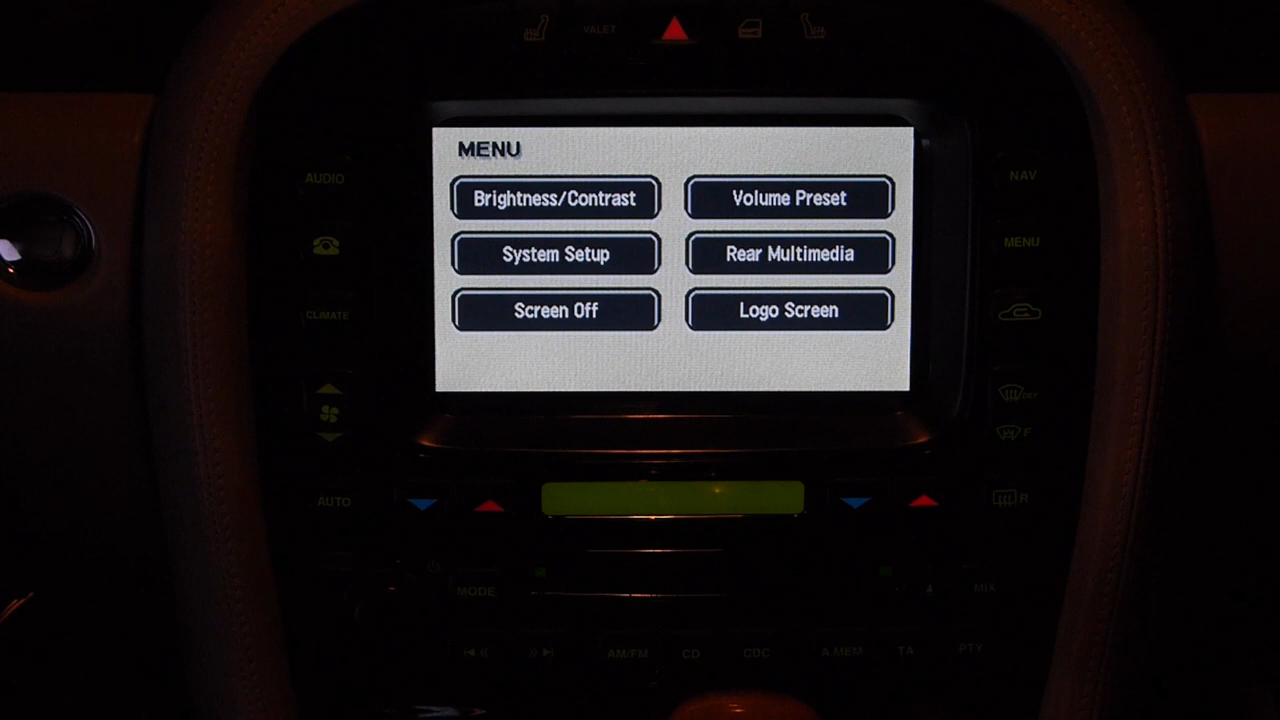 VALET
MENU
AUDIO
NAV
Brightness/Contrast Volume Preset
MENU
System Setup Rear Multimedia
CLIMATE
Screen Off Logo Screen
DRY
F
AUTO
R
MODE
MIX
AM/FM CD CDC A.MEM TA PTY